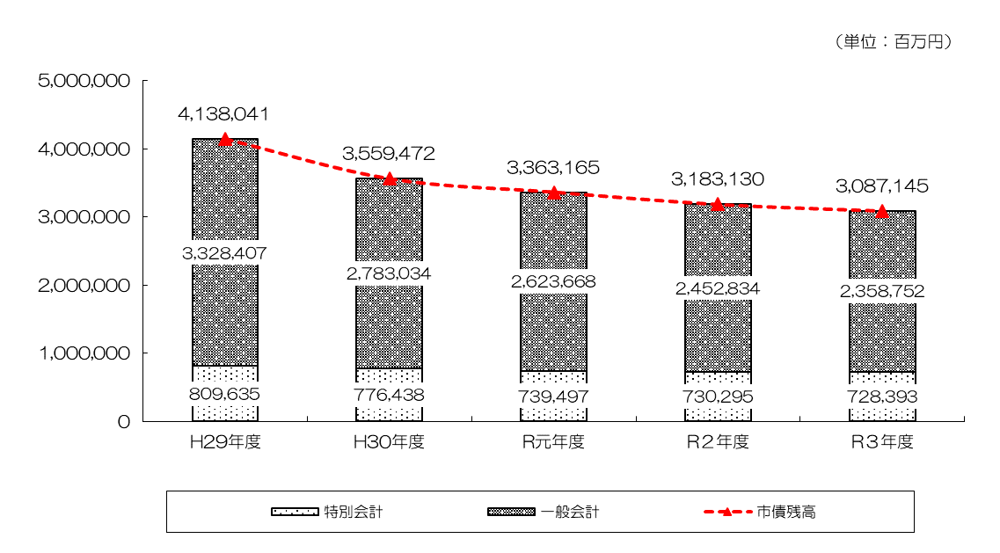 （単位：百万円）
5,000,000
4,138,041
4,000,000
3,559,472
3,363,165
3,183,130
3,087,145
3,000,000
3,328,407
2,783,034
2,623,668
2,452,834
2,358,752
2,000,000
1,000,000
809,635
776,438
739,497
730,295
728,393
0
H29年度
H30年度
R元年度
R２年度
R３年度
特別会計
一般会計
市債残高